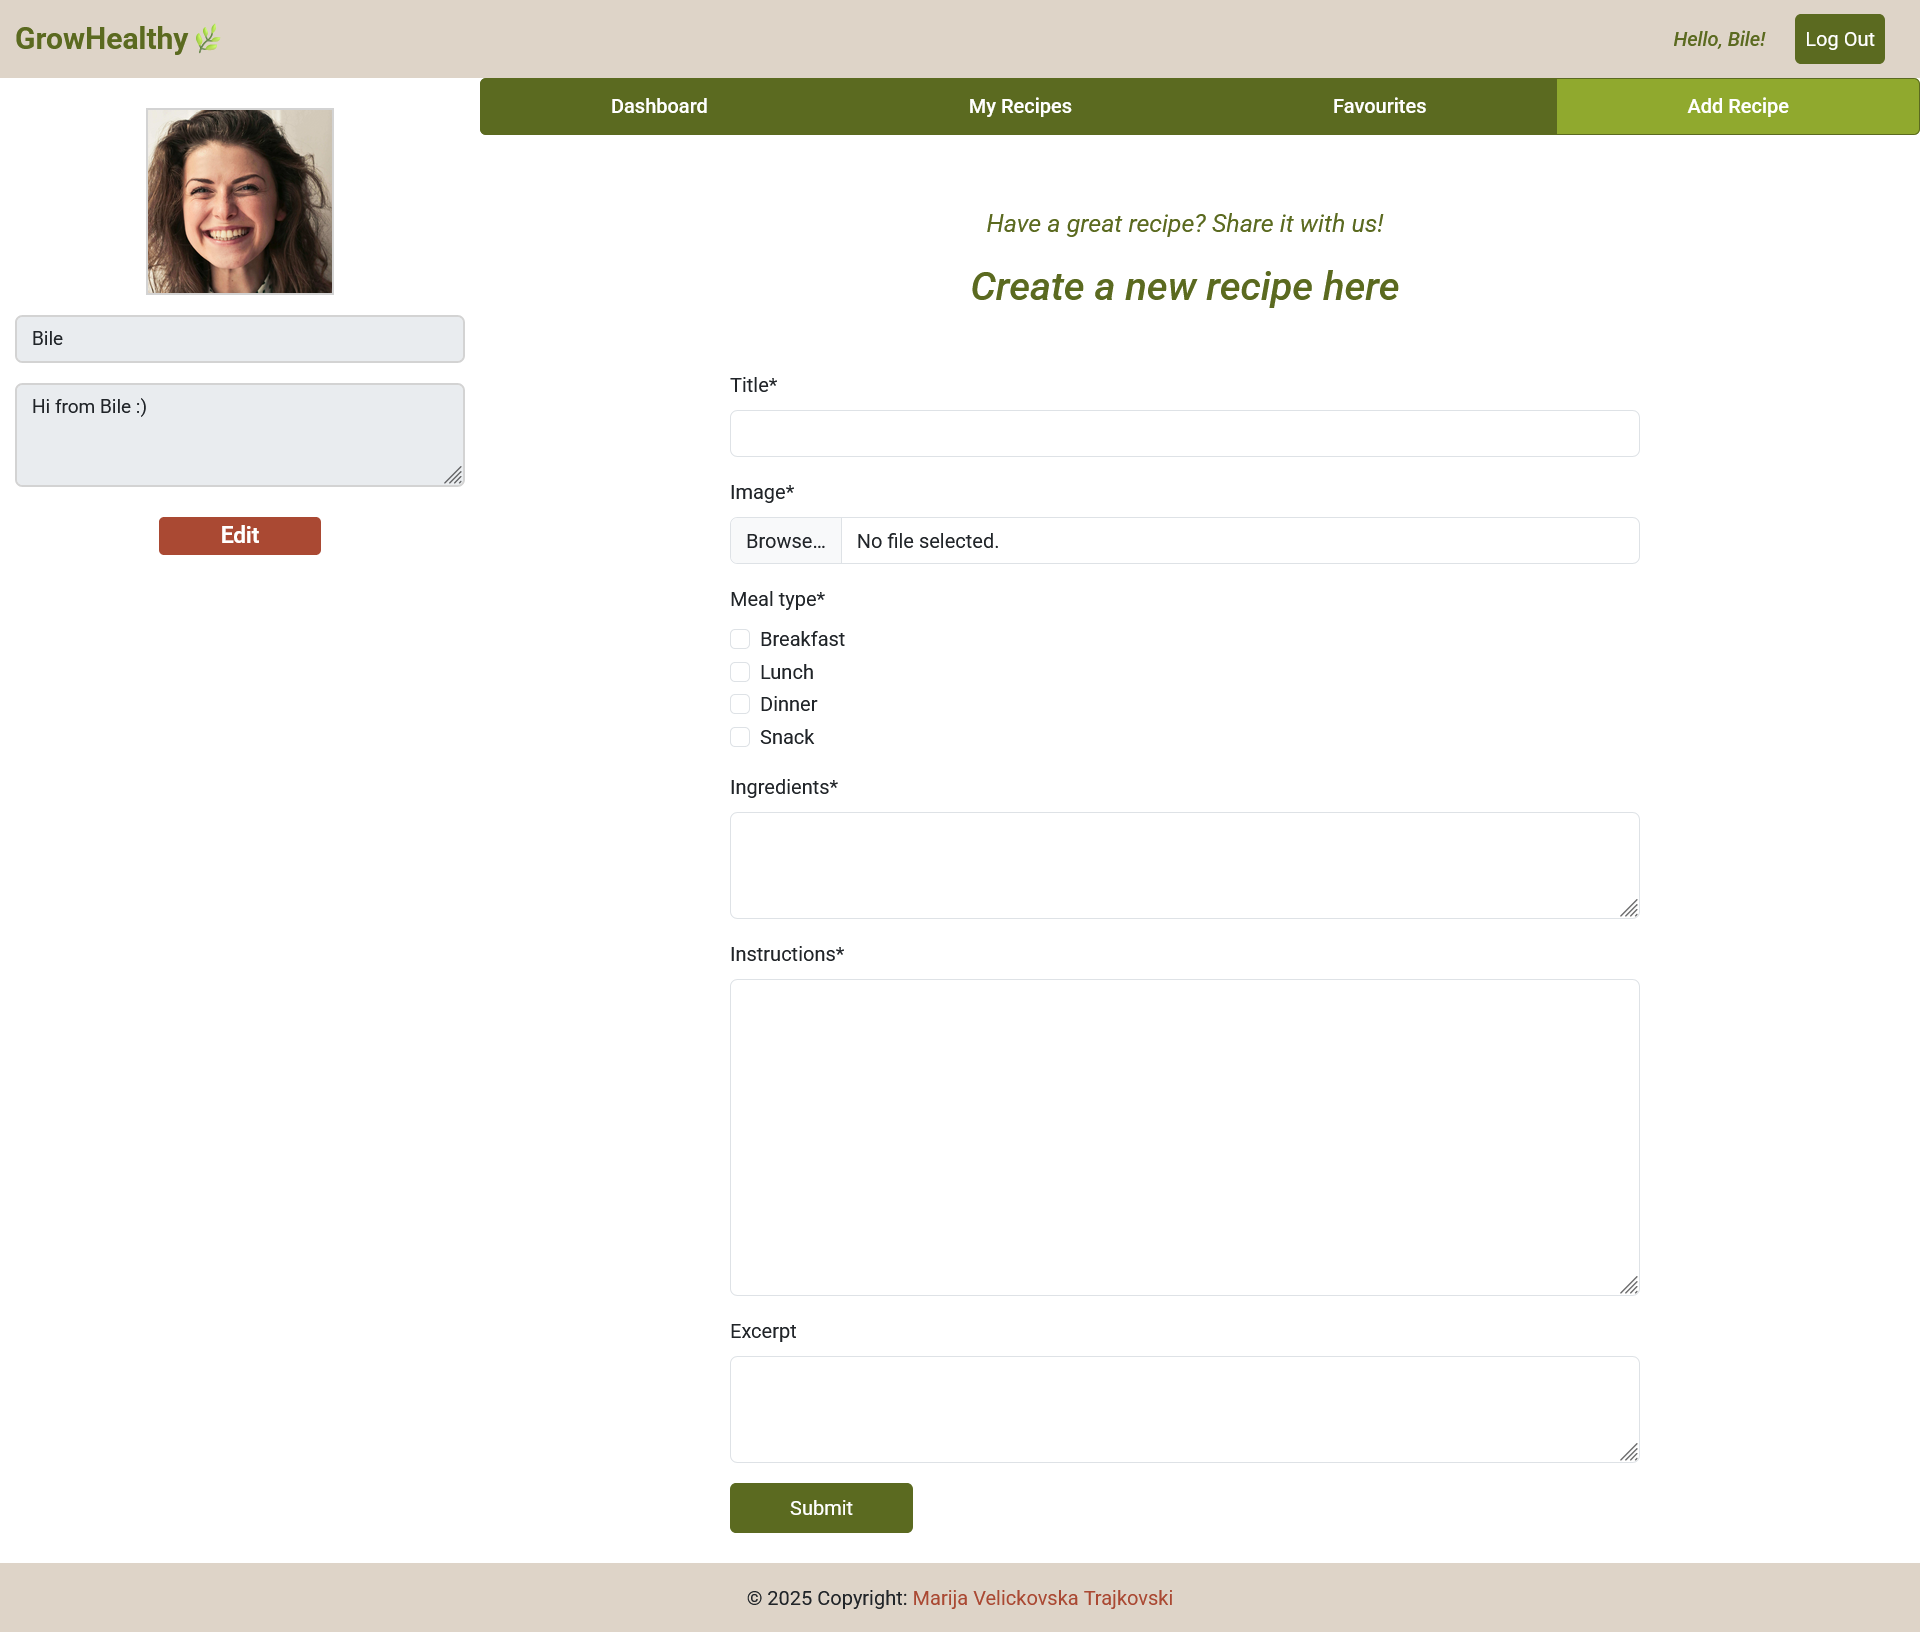 GrowHealthy
Hello, Bile!
Log Out
Dashboard
My Recipes
Favourites
Add Recipe
Bile
Hi from Bile :)
Edit
Have a great recipe? Share it with us!
Create a new recipe here
Title*
Image*
Browse... No file selected.
Meal type*
Breakfast
Lunch
Dinner
Snack
Ingredients*
Instructions*
Excerpt
Submit
© 2025 Copyright: Marija Velickovska Trajkovski